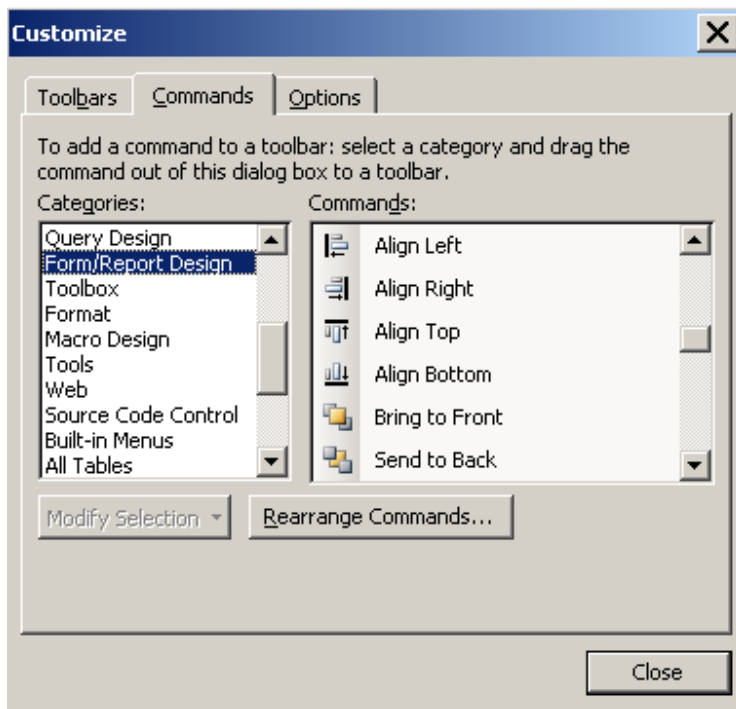 Customize
Toolbars Commands Options
To add a command to a toolbar: select a category and drag the
command out of this dialog box to a toolbar.
Categories:
Commands:
Query Design
Form/Report Design
Toolbox
Format
Macro Design
Tools
Web
Source Code Control
Built-in Menus
All Tables
Align Left
Align Right
Align Top
Align Bottom
Bring to Front
Send to Back
Modify Selection
Rearrange Commands...
Close